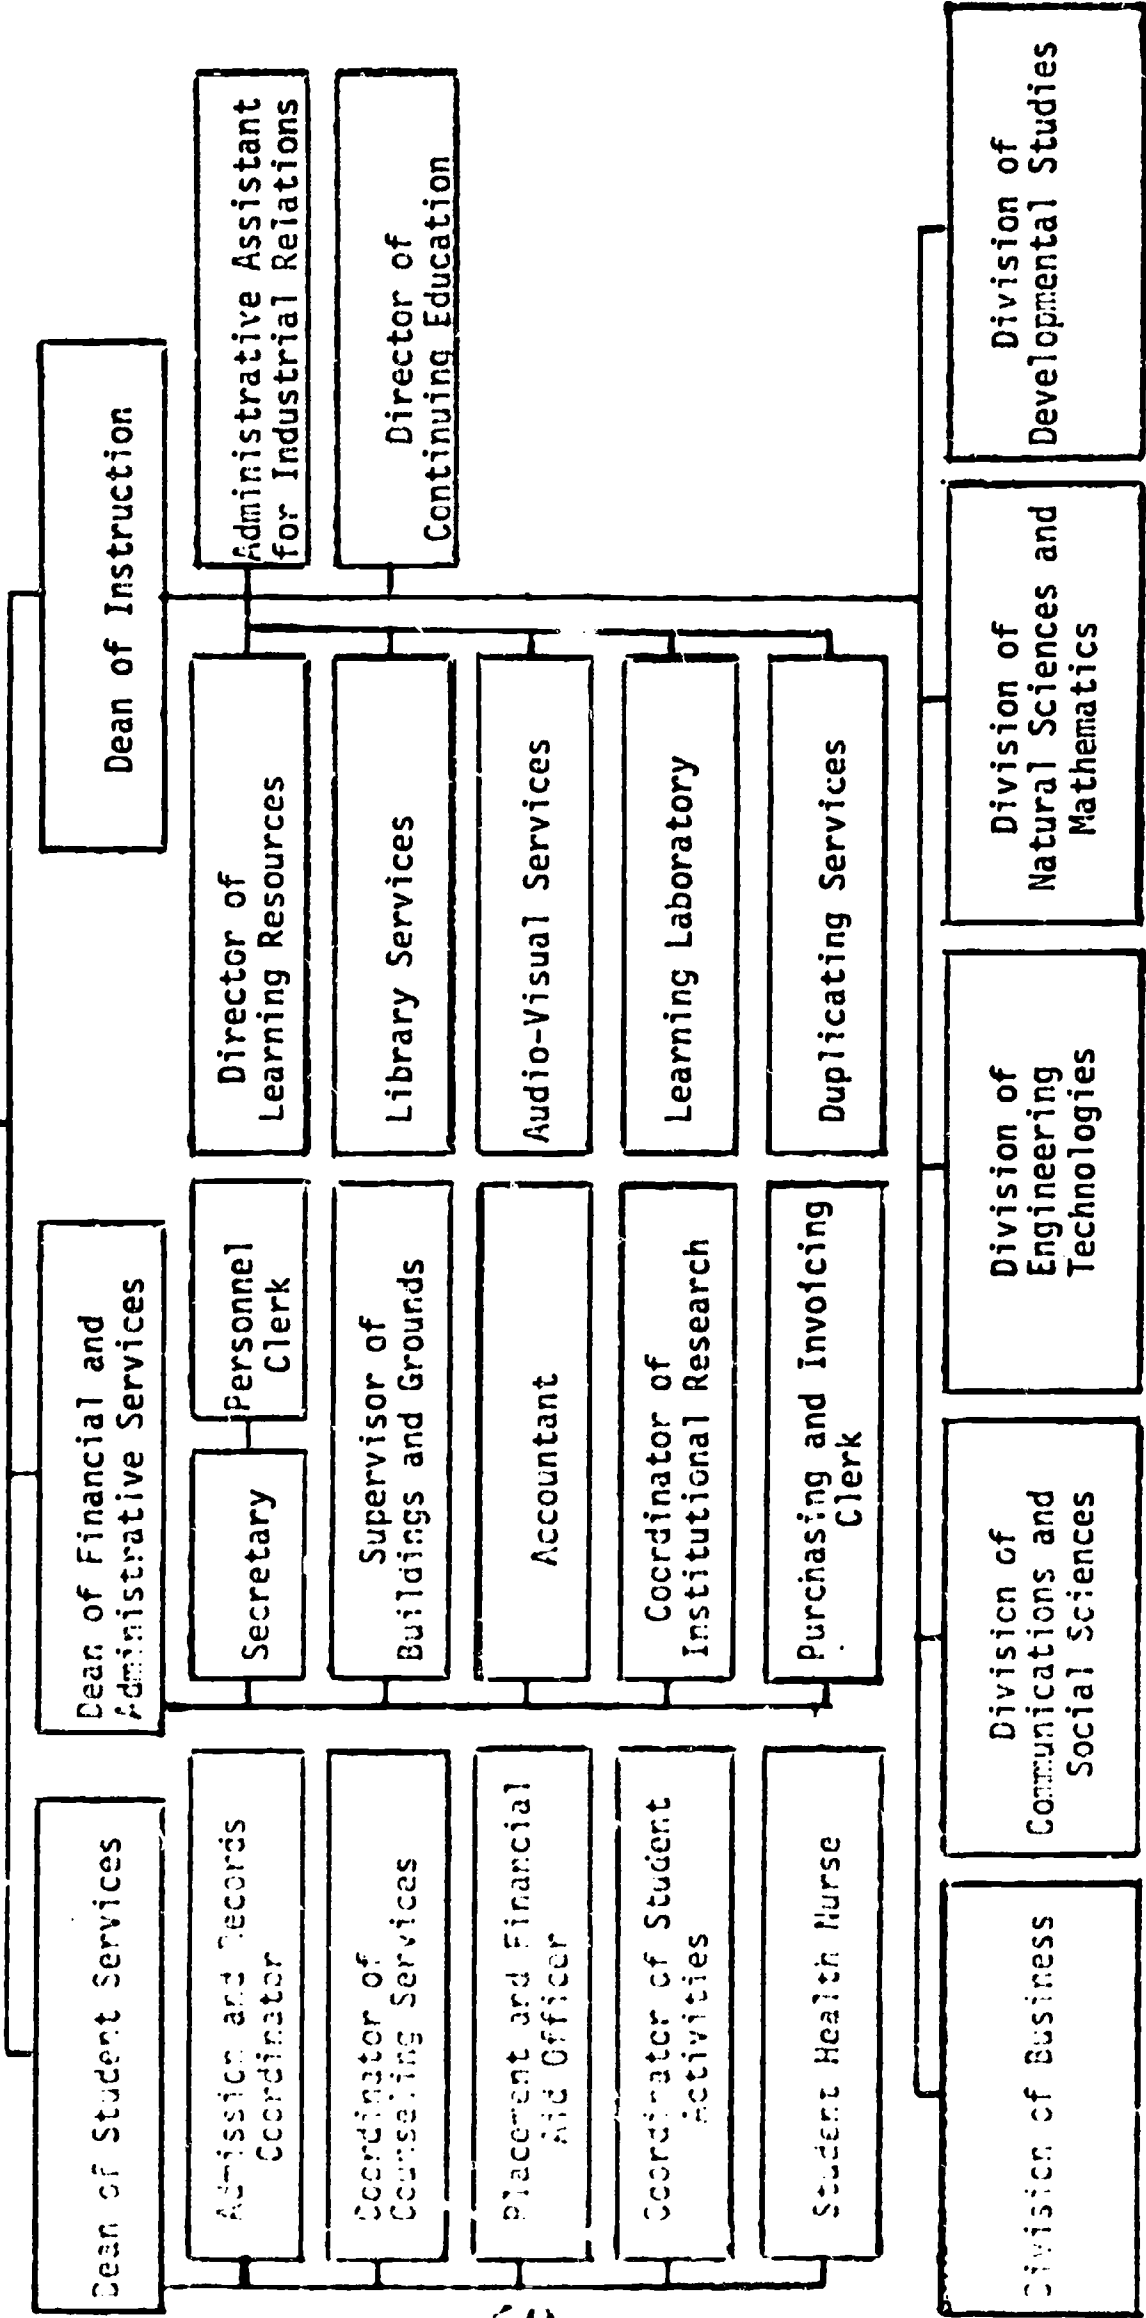 Dean of Student Services
Dean of Financial and
Administrative Services
Dean of Instruction
Admission and Records
Coordinator
Secretary
Personnel
Clerk
Director of
Learning Resources
Administrative Assistant
for Industrial Relations
Coordinator of
Counseling Services
Supervisor of
Buildings and Grounds
Library Services
Director of
Continuing Education
Placement and Financial
Aid Officer
Accountant
Audio-Visual Services
Coordinator of Student
Activities
Coordinator of
Institutional Research
Learning Laboratory
Student Health Nurse
Purchasing and Invoicing
Clerk
Duplicating Services
Division of Business
Division of
Communications and
Social Sciences
Division of
Engineering
Technologies
Division of
Natural Sciences and
Mathematics
Division of
Developmental Studies